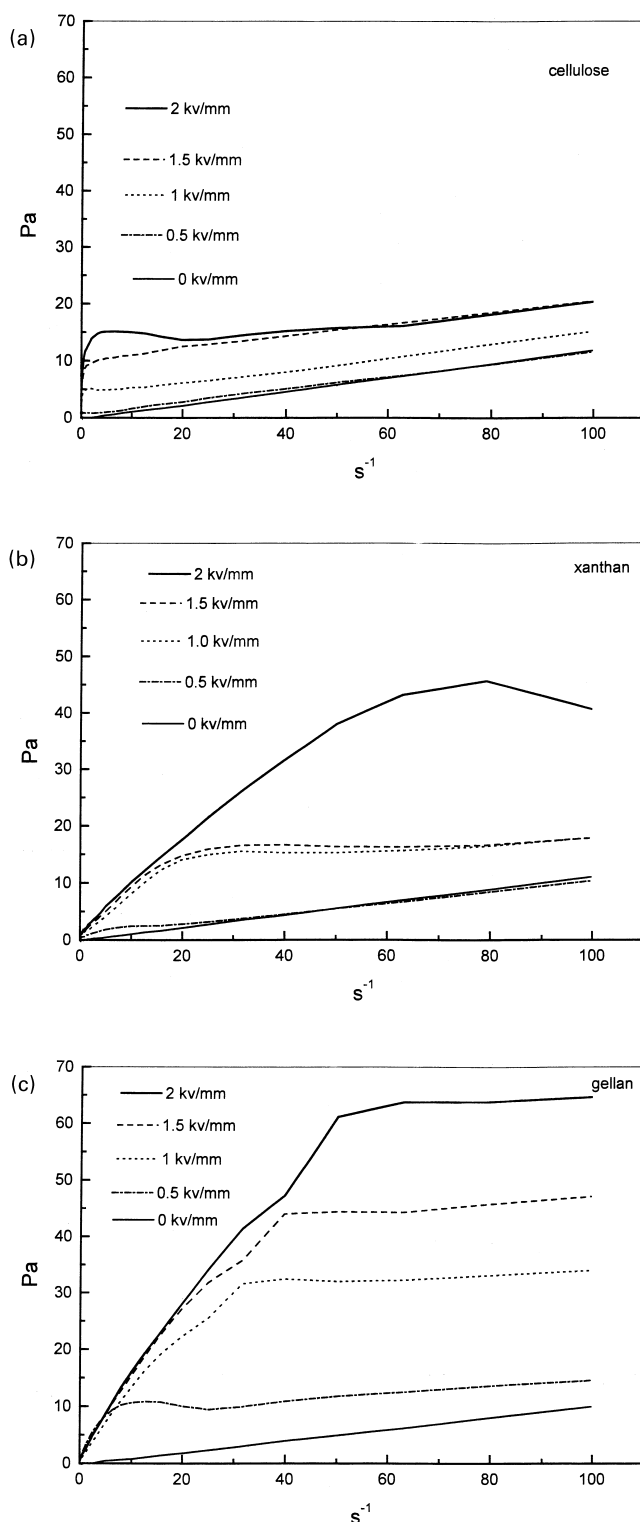 (a)
70
cellulose
60
2 kv/mm
50
1.5 kv/mm
40
1 kv/mm
Pa
0.5 kv/mm
30
0 kv/mm
20
10
0
0 20 40 60 80 100
s-1
(b)
70
xanthan
2 kv/mm
60
1.5 kv/mm
1.0 kv/mm
50
0.5 kv/mm
40
0 kv/mm
Pa
30
20
10
0
0 20 40 60 80 100
s-1
(c)
70
gellan
2 kv/mm
60
1.5 kv/mm
1 kv/mm
50
0.5 kv/mm
0 kv/mm
40
Pa
30
20
10
0
0 20 40 60 80 100
s-1